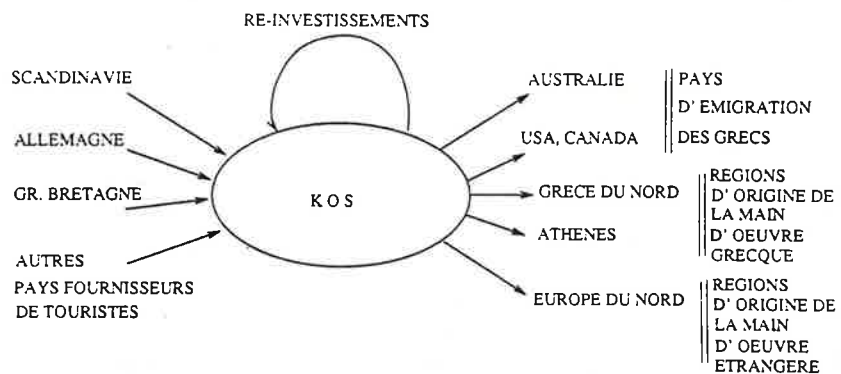 RE-INVESTISSEMENTS
SCANDINAVIE
ALLEMAGNE
GR. BRETAGNE
AUTRES
PAYS FOURNISSEURS
DE TOURISTES
K O S
AUSTRALIE
USA, CANADA
PAYS
D' EMIGRATION
DES GRECS
GRECE DU NORD
ATHENES
REGIONS
D' ORIGINE DE
LA MAIN
D' OEUVRE
GRECQUE
EUROPE DU NORD
REGIONS
D' ORIGINE DE
LA MAIN
D' OEUVRE
ETRANGERE